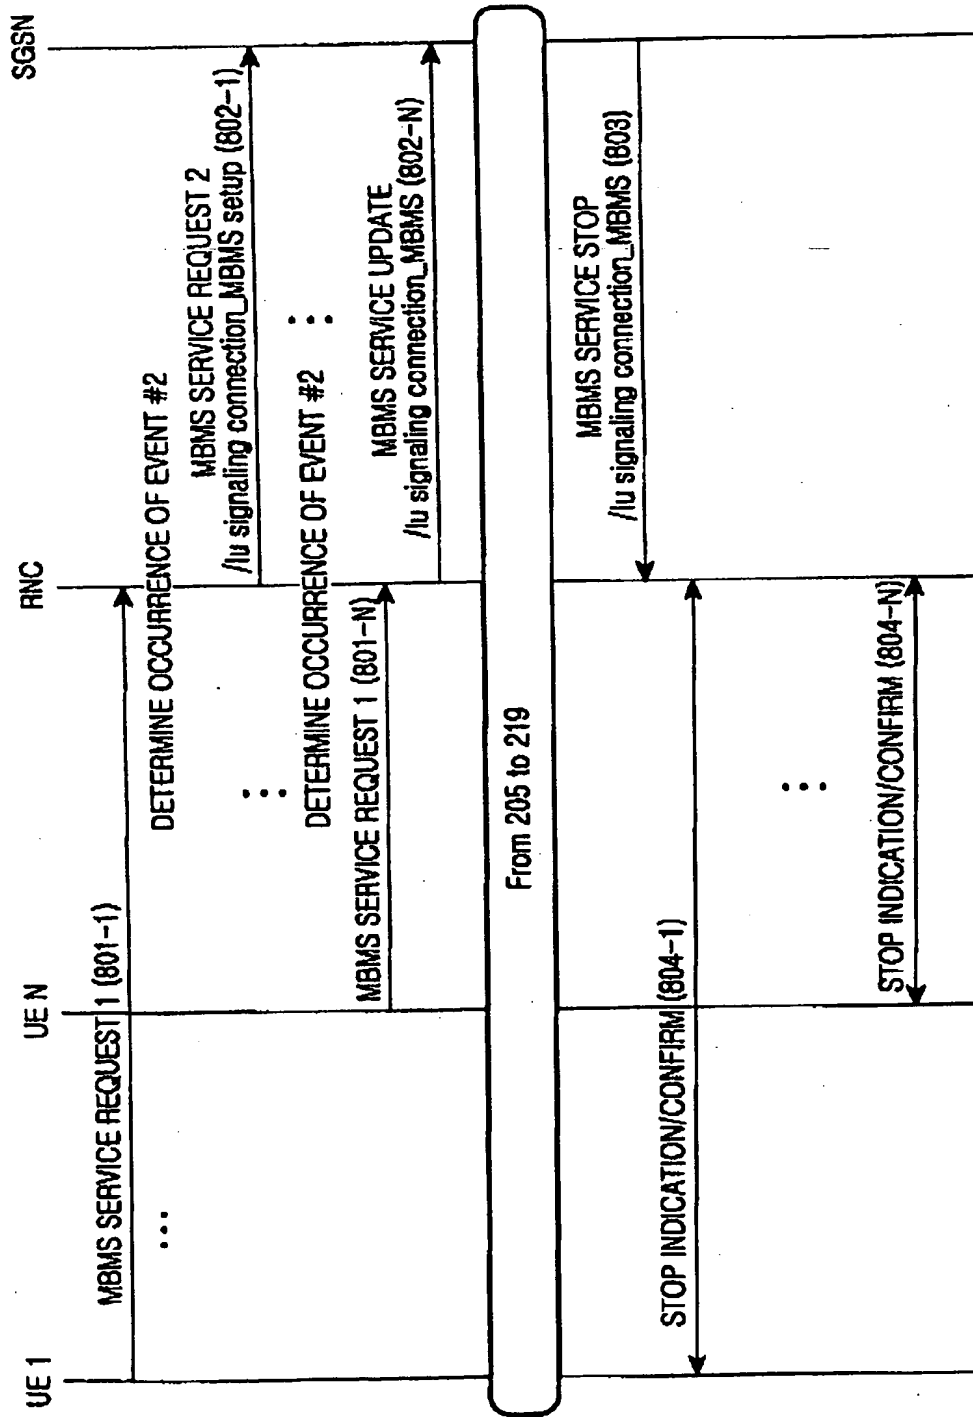 UE 1
UE N
RNC
SGSN
MBMS SERVICE REQUEST 1 (801-1)
DETERMINE OCCURRENCE OF EVENT #2
MBMS SERVICE REQUEST 2
/Iu signaling connection_MBMS setup (802-1)
DETERMINE OCCURRENCE OF EVENT #2
MBMS SERVICE REQUEST 1 (801-N)
MBMS SERVICE UPDATE
/Iu signaling connection_MBMS (802-N)
From 205 to 219
MBMS SERVICE STOP
/Iu signaling connection_MBMS (803)
STOP INDICATION/CONFIRM (804-1)
STOP INDICATION/CONFIRM (804-N)